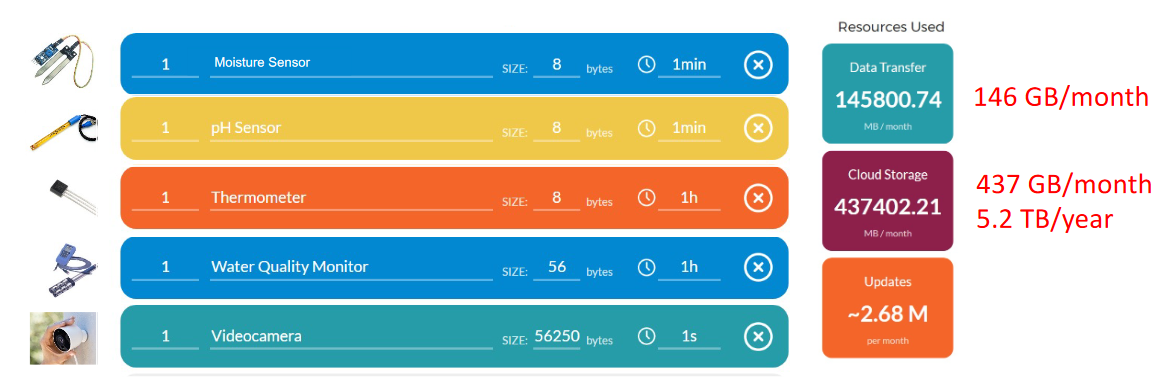 Resources Used
1 Moisture Sensor SIZE: 8 bytes 1min
Data Transfer
145800.74
MB / month
146 GB/month
1 pH Sensor SIZE: 8 bytes 1min
1 Thermometer SIZE: 8 bytes 1h
Cloud Storage
437402.21
MB / month
437 GB/month
5.2 TB/year
1 Water Quality Monitor SIZE: 56 bytes 1h
Updates
~2.68 M
per month
1 Videocamera SIZE: 56250 bytes 1s